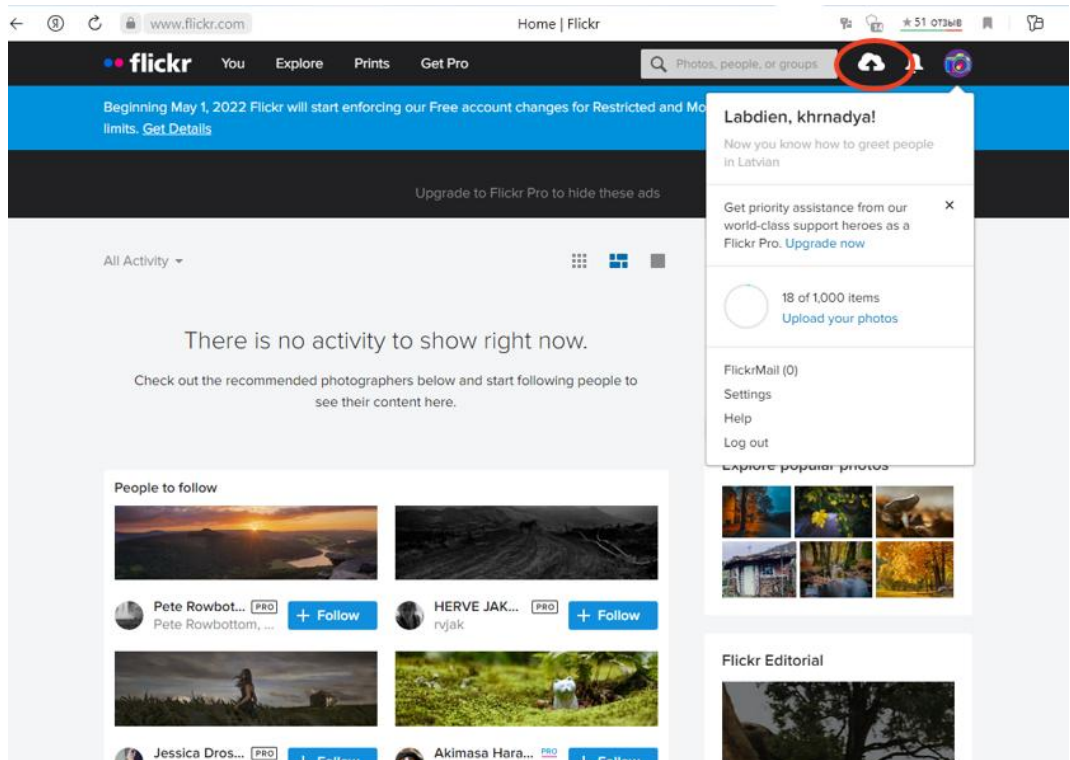 www.flickr.com
Home | Flickr
51 отзыв
flickr
You
Explore
Prints
Get Pro
Photos, people, or groups
Beginning May 1, 2022 Flickr will start enforcing our Free account changes for Restricted and Mo
limits. Get Details
Upgrade to Flickr Pro to hide these ads
Labdien, khrnadya!
Now you know how to greet people
in Latvian
Get priority assistance from our
world-class support heroes as a
Flickr Pro. Upgrade now
18 of 1,000 items
Upload your photos
FlickrMail (0)
Settings
Help
Log out
All Activity
There is no activity to show right now.
Check out the recommended photographers below and start following people to
see their content here.
People to follow
Pete Rowbot... PRO
Pete Rowbottom, ...
+ Follow
HERVE JAK... PRO
rvjak
+ Follow
Jessica Dros... PRO
+ Follow
Akimasa Hara... PRO
+ Follow
Explore popular photos
Flickr Editorial